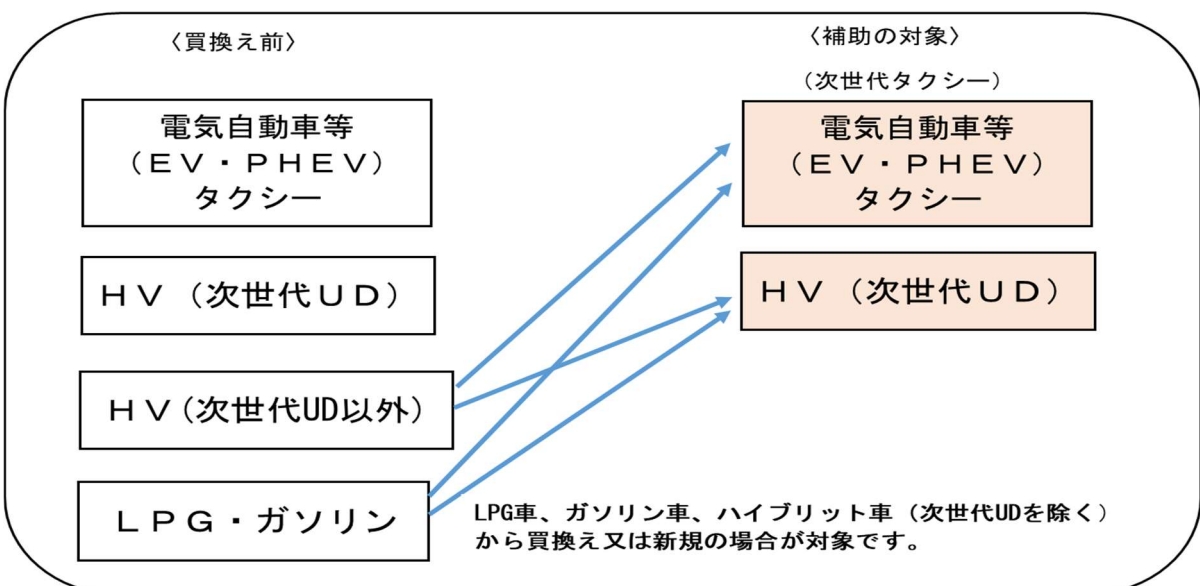 〈買換え前〉
〈補助の対象〉
(次世代タクシー)
電気自動車等
(ＥＶ・ＰＨＥＶ)
タクシー
電気自動車等
(ＥＶ・ＰＨＥＶ)
タクシー
ＨＶ（次世代ＵＤ）
ＨＶ（次世代ＵＤ）
ＨＶ(次世代UD以外)
ＬＰＧ・ガソリン
LPG車、ガソリン車、ハイブリット車（次世代UDを除く）
から買換え又は新規の場合が対象です。